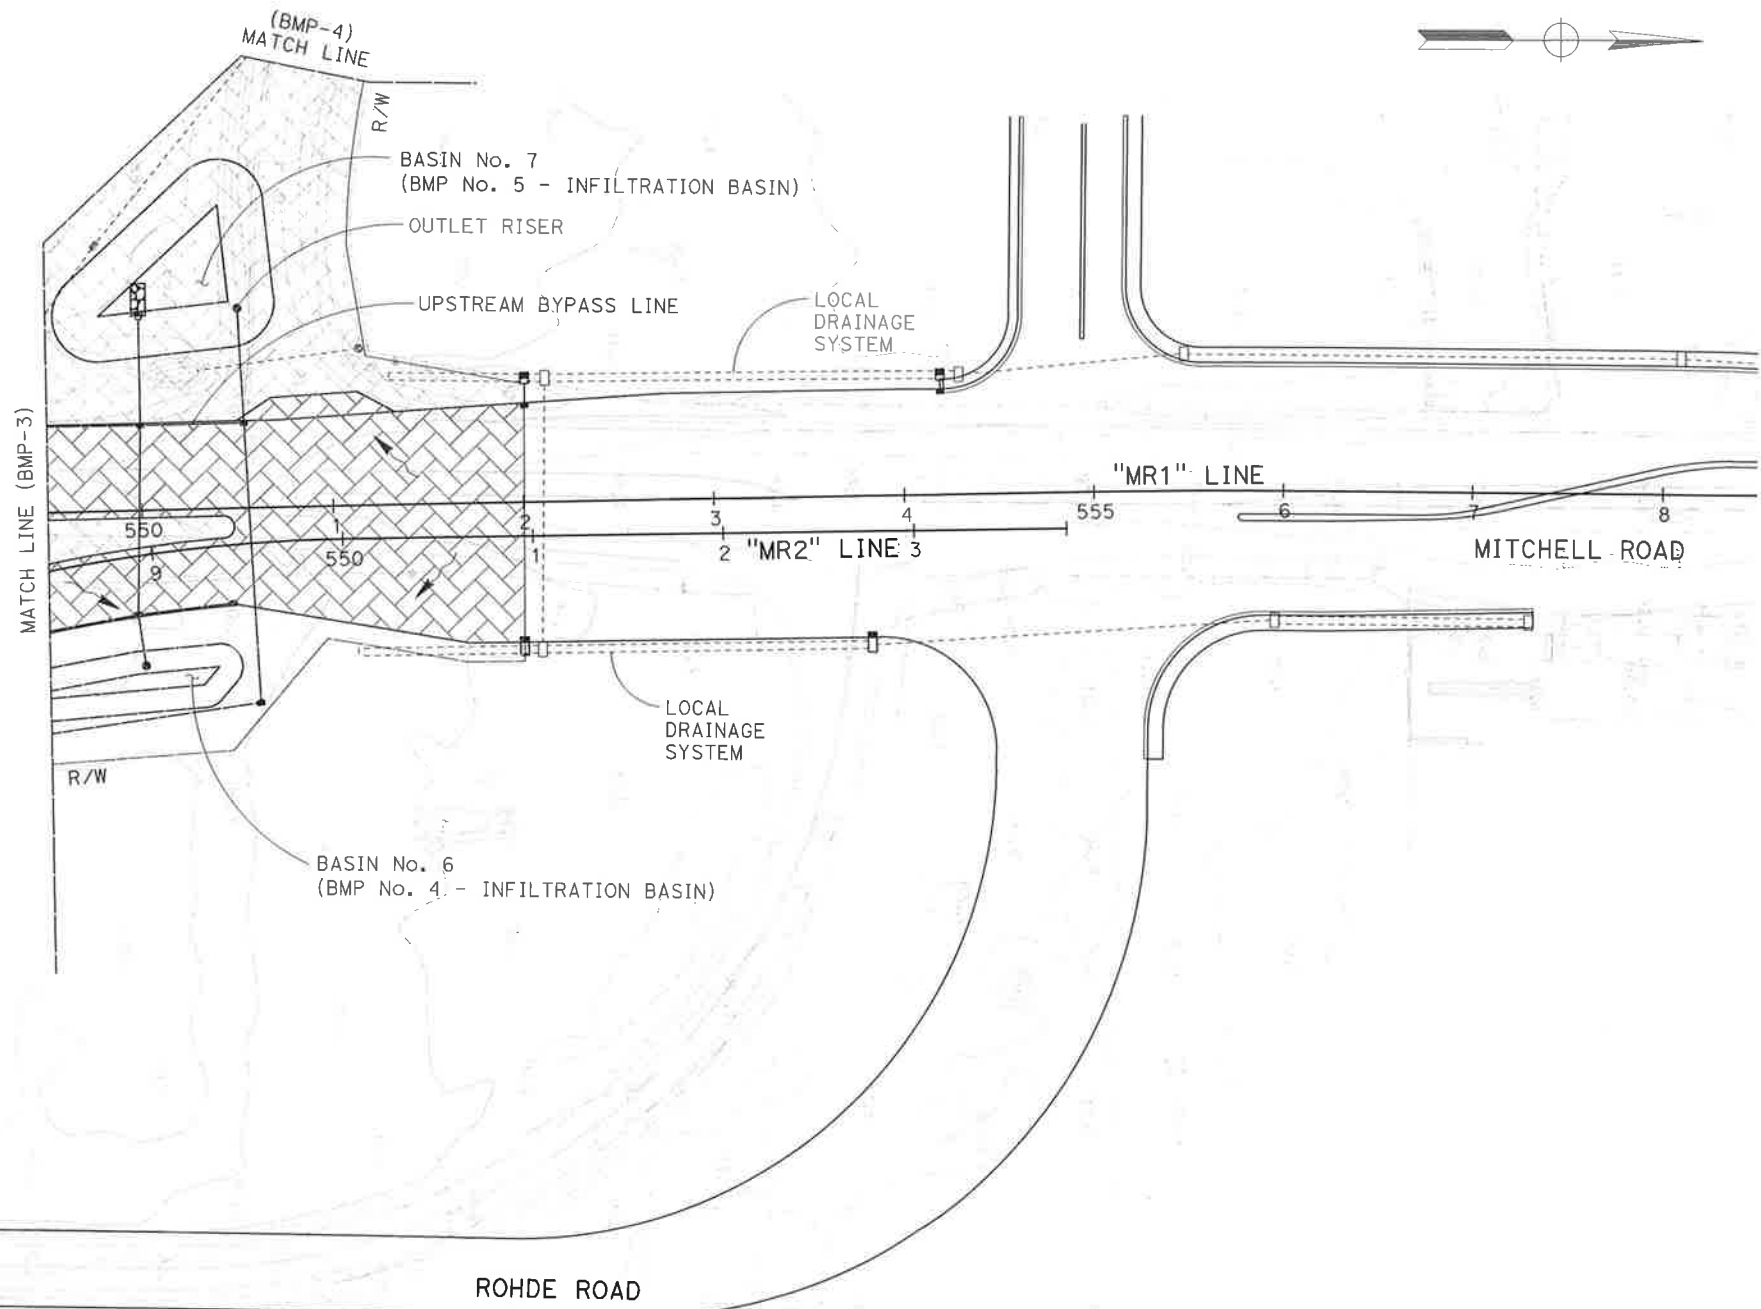 (BMP-4)
MATCH LINE
R/W
BASIN No. 7
(BMP No. 5 - INFILTRATION BASIN)
OUTLET RISER
UPSTREAM BYPASS LINE
LOCAL
DRAINAGE
SYSTEM
MATCH LINE (BMP-3)
"MR1" LINE
550
1
2
3
4
555
6
7
8
9
550
1
2
"MR2" LINE
3
MITCHELL ROAD
LOCAL
DRAINAGE
SYSTEM
R/W
BASIN No. 6
(BMP No. 4 - INFILTRATION BASIN)
ROHDE ROAD